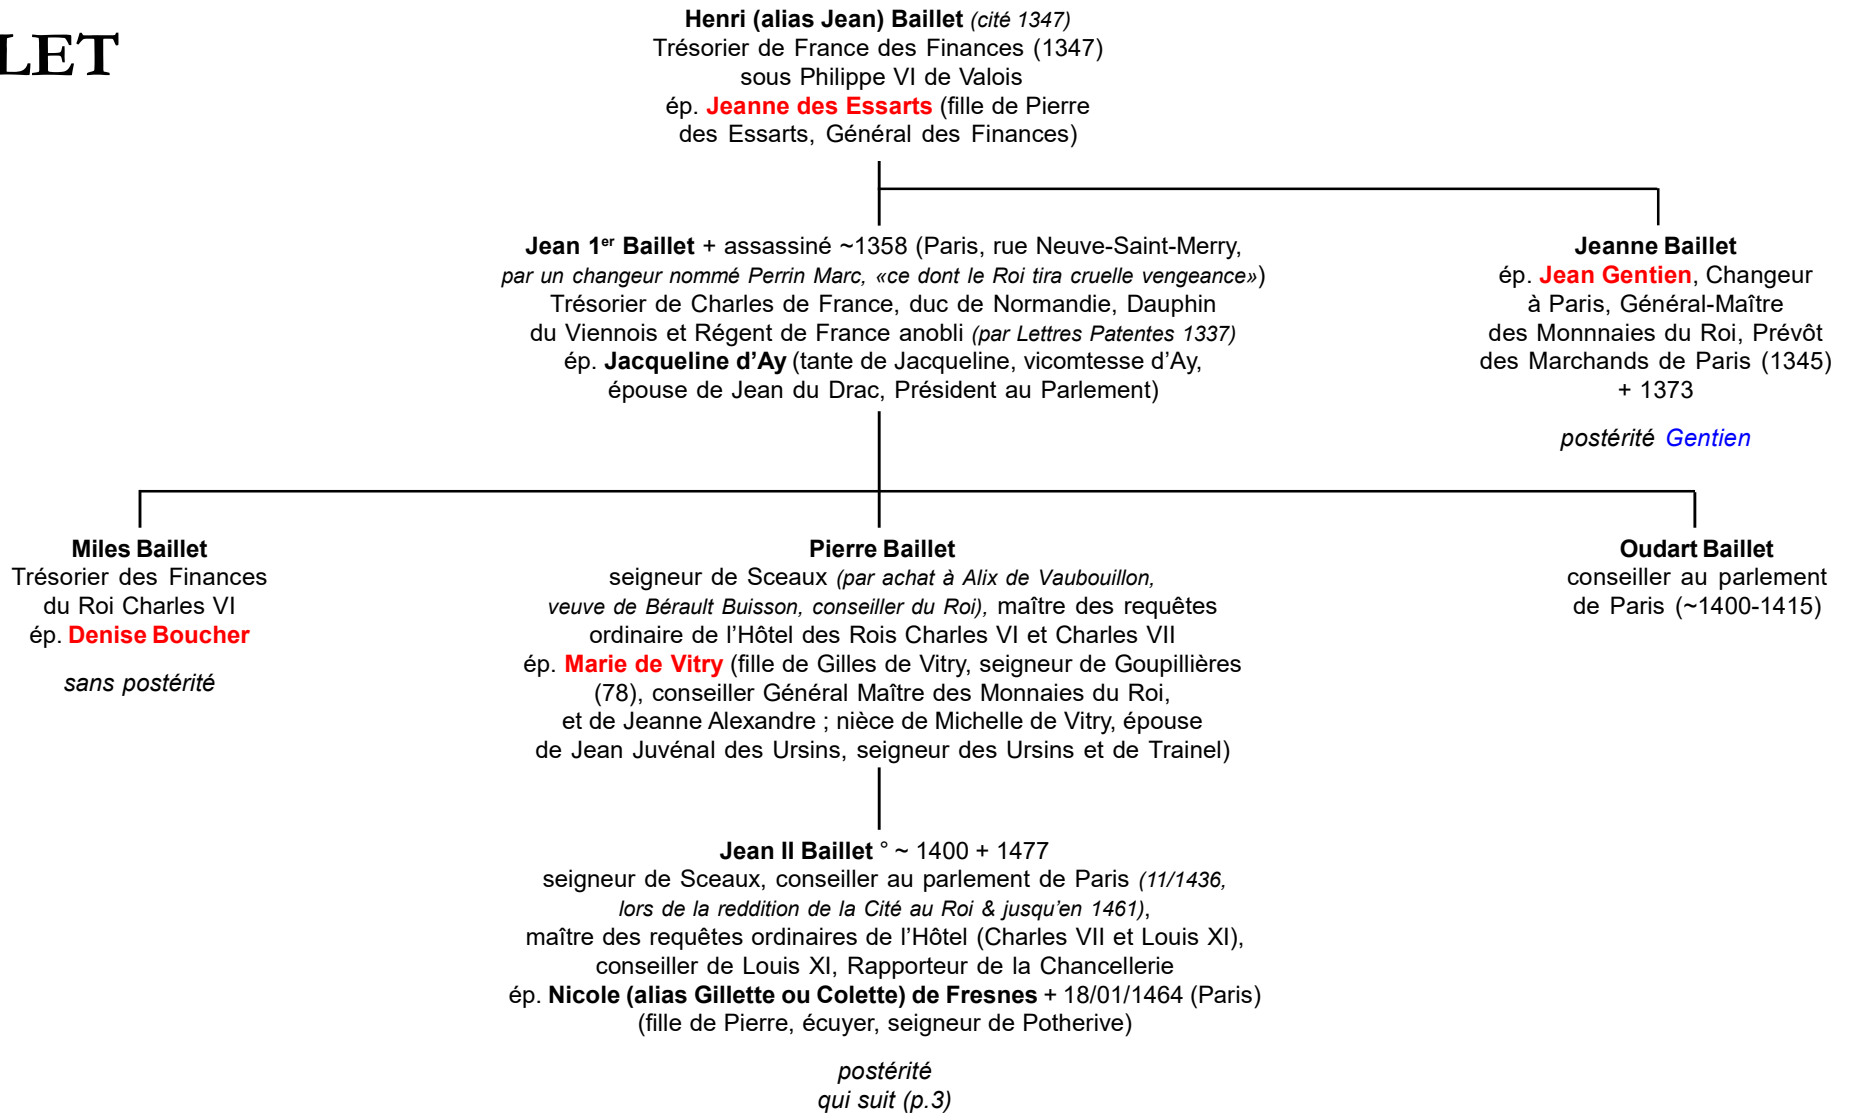 LET
Henri (alias Jean) Baillet (cité 1347)
Trésorier de France des Finances (1347)
sous Philippe VI de Valois
ép. Jeanne des Essarts (fille de Pierre
des Essarts, Général des Finances)
Jean 1er Baillet + assassiné ~1358 (Paris, rue Neuve-Saint-Merry,
par un changeur nommé Perrin Marc, «ce dont le Roi tira cruelle vengeance»)
Trésorier de Charles de France, duc de Normandie, Dauphin
du Viennois et Régent de France anobli (par Lettres Patentes 1337)
ép. Jacqueline d’Ay (tante de Jacqueline, vicomtesse d’Ay,
épouse de Jean du Drac, Président au Parlement)
Jeanne Baillet
ép. Jean Gentien, Changeur
à Paris, Général-Maître
des Monnnaies du Roi, Prévôt
des Marchands de Paris (1345)
+ 1373
postérité Gentien
Miles Baillet
Trésorier des Finances
du Roi Charles VI
ép. Denise Boucher
sans postérité
Pierre Baillet
seigneur de Sceaux (par achat à Alix de Vaubouillon,
veuve de Bérault Buisson, conseiller du Roi), maître des requêtes
ordinaire de l’Hôtel des Rois Charles VI et Charles VII
ép. Marie de Vitry (fille de Gilles de Vitry, seigneur de Goupillières
(78), conseiller Général Maître des Monnaies du Roi,
et de Jeanne Alexandre ; nièce de Michelle de Vitry, épouse
de Jean Juvénal des Ursins, seigneur des Ursins et de Trainel)
Oudart Baillet
conseiller au parlement
de Paris (~1400-1415)
Jean II Baillet ° ~ 1400 + 1477
seigneur de Sceaux, conseiller au parlement de Paris (11/1436,
lors de la reddition de la Cité au Roi & jusqu’en 1461),
maître des requêtes ordinaires de l’Hôtel (Charles VII et Louis XI),
conseiller de Louis XI, Rapporteur de la Chancellerie
ép. Nicole (alias Gillette ou Colette) de Fresnes + 18/01/1464 (Paris)
(fille de Pierre, écuyer, seigneur de Potherive)
postérité
qui suit (p.3)